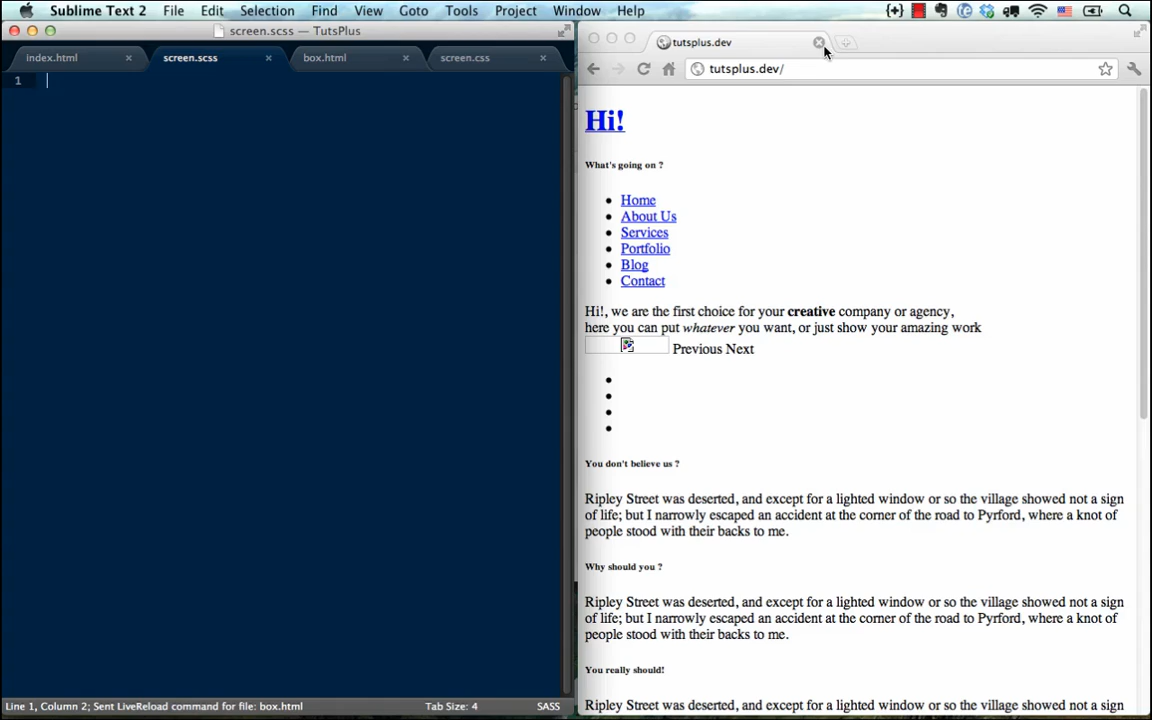 Sublime Text 2 File Edit Selection Find View Goto Tools Project Window Help
screen.scss — TutsPlus
index.html screen.scss box.html screen.css
1
Line 1, Column 2; Sent LiveReload command for file: box.html Tab Size: 4 SASS
tutsplus.dev
tutsplus.dev/
Hi!
What's going on ?
Home
About Us
Services
Portfolio
Blog
Contact
Hi!, we are the first choice for your creative company or agency,
here you can put whatever you want, or just show your amazing work
Previous Next
You don't believe us ?
Ripley Street was deserted, and except for a lighted window or so the village showed not a sign
of life; but I narrowly escaped an accident at the corner of the road to Pyrford, where a knot of
people stood with their backs to me.
Why should you ?
Ripley Street was deserted, and except for a lighted window or so the village showed not a sign
of life; but I narrowly escaped an accident at the corner of the road to Pyrford, where a knot of
people stood with their backs to me.
You really should!
Ripley Street was deserted, and except for a lighted window or so the village showed not a sign